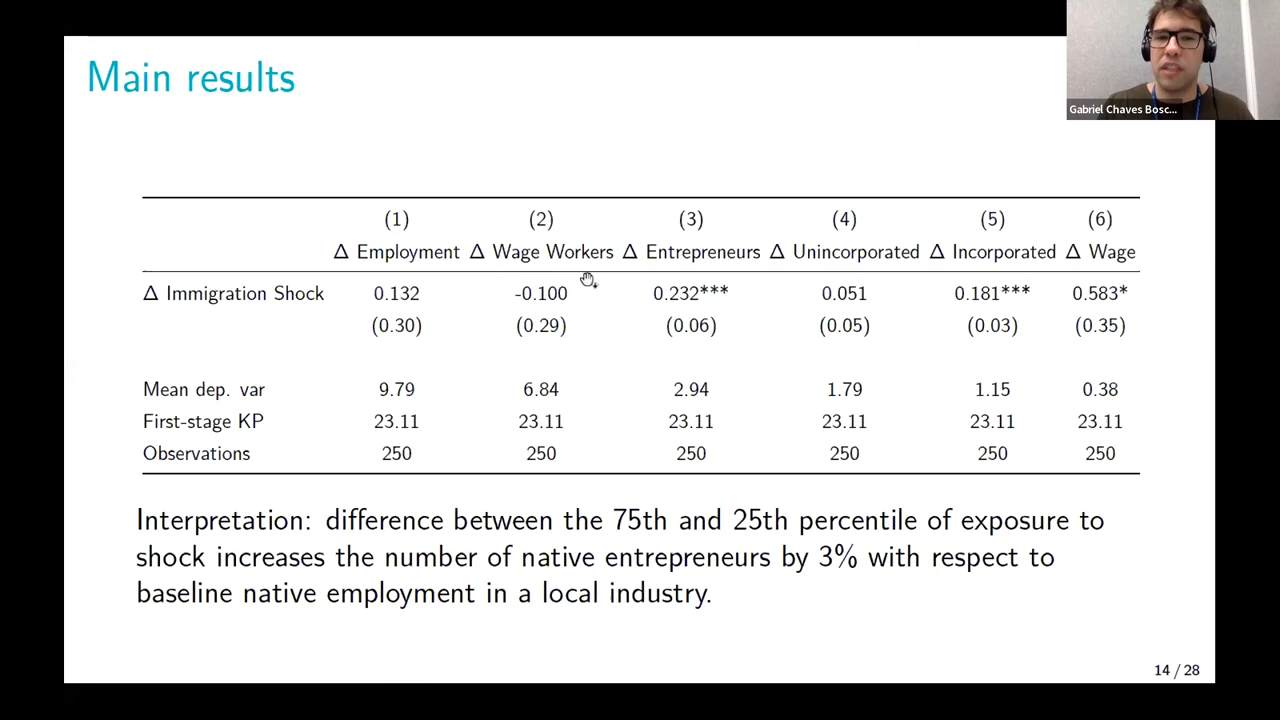 Main results
Gabriel Chaves Bosc...
(1) (2) (3) (4) (5) (6)
Δ Employment Δ Wage Workers Δ Entrepreneurs Δ Unincorporated Δ Incorporated Δ Wage
Δ Immigration Shock 0.132 -0.100 0.232*** 0.051 0.181*** 0.583*
(0.30) (0.29) (0.06) (0.05) (0.03) (0.35)
Mean dep. var 9.79 6.84 2.94 1.79 1.15 0.38
First-stage KP 23.11 23.11 23.11 23.11 23.11 23.11
Observations 250 250 250 250 250 250
Interpretation: difference between the 75th and 25th percentile of exposure to
shock increases the number of native entrepreneurs by 3% with respect to
baseline native employment in a local industry.
14 / 28